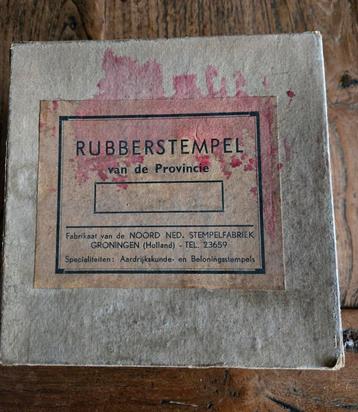 RUBBERSTEMPEL
van de Provincie
Fabrikaat van de NOORD NED. STEMPELFABRIEK
GRONINGEN (Holland) - TEL. 23659
Specialiteiten: Aardrijkskunde- en Beloningsstempels